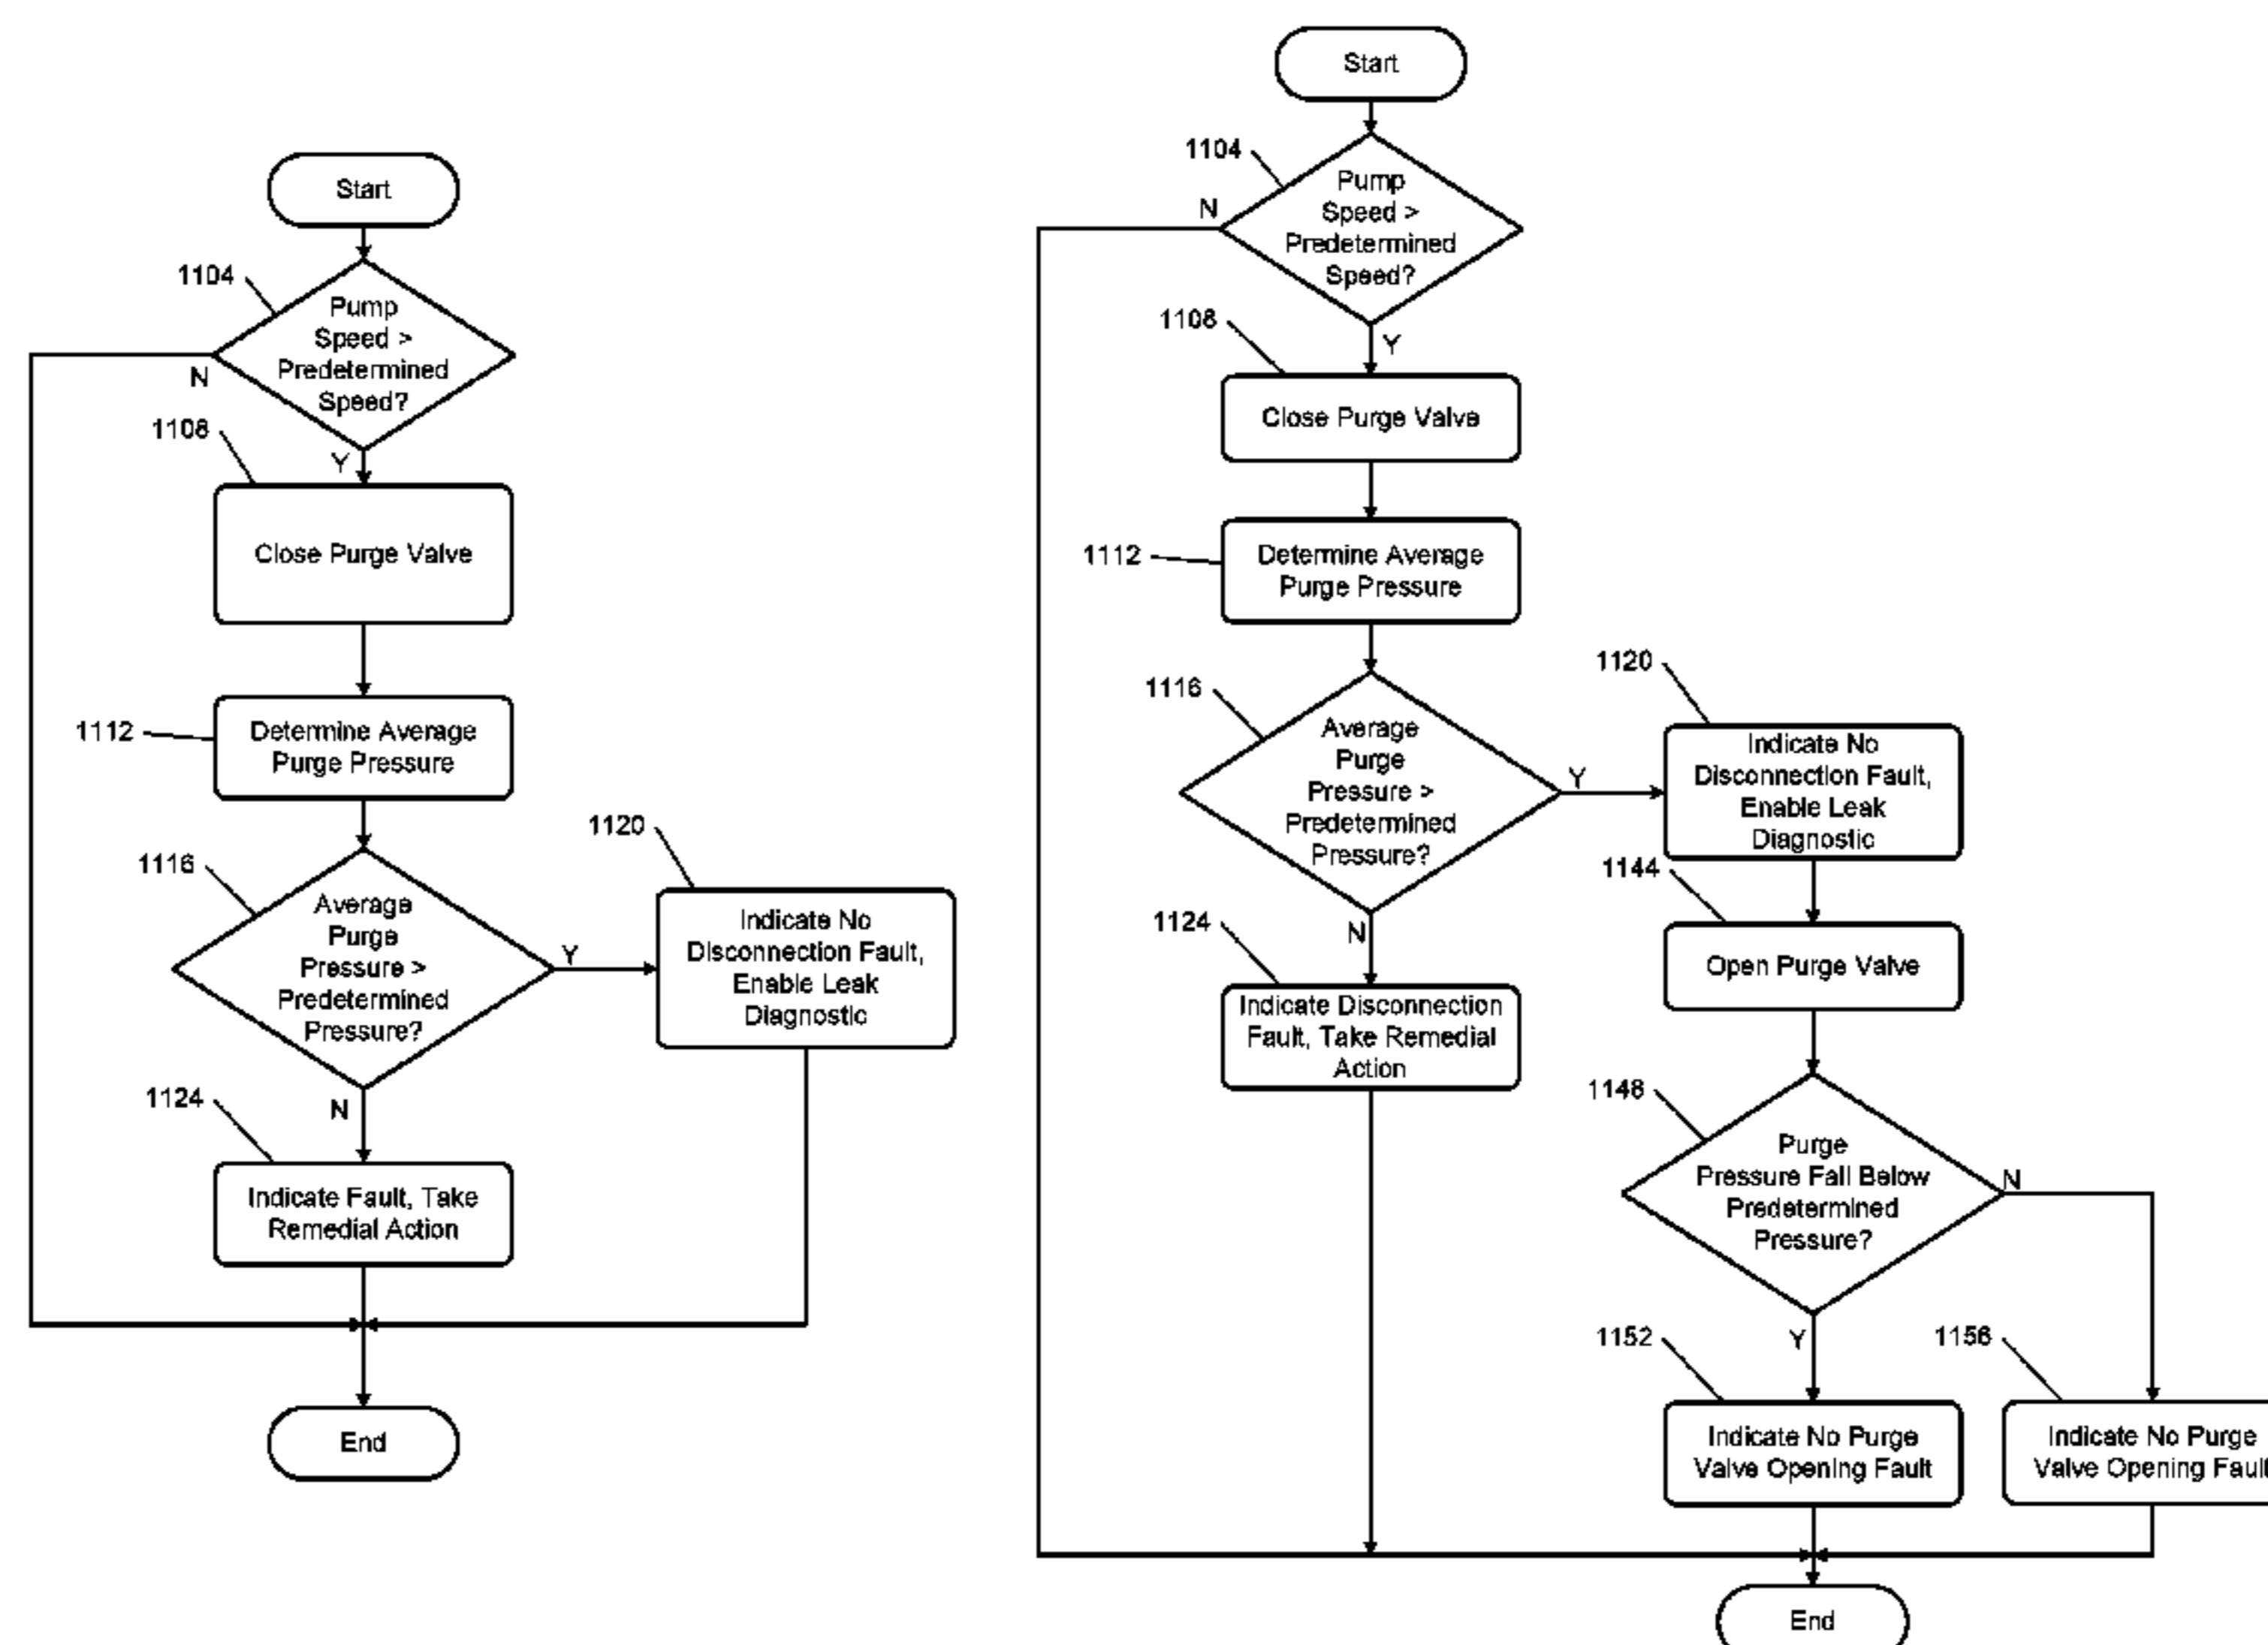 Start
1104
Pump
Speed >
Predetermined
Speed?
N
Y
1108
Close Purge Valve
1112
Determine Average
Purge Pressure
1116
Average
Purge
Pressure >
Predetermined
Pressure?
Y
N
1120
Indicate No
Disconnection Fault,
Enable Leak
Diagnostic
1124
Indicate Fault, Take
Remedial Action
End
Start
1104
Pump
Speed >
Predetermined
Speed?
N
Y
1108
Close Purge Valve
1112
Determine Average
Purge Pressure
1116
Average
Purge
Pressure >
Predetermined
Pressure?
Y
N
1120
Indicate No
Disconnection Fault,
Enable Leak
Diagnostic
1124
Indicate Disconnection
Fault, Take Remedial
Action
1144
Open Purge Valve
1148
Purge
Pressure Fall Below
Predetermined
Pressure?
N
Y
1152
Indicate No Purge
Valve Opening Fault
1156
Indicate No Purge
Valve Opening Fault
End